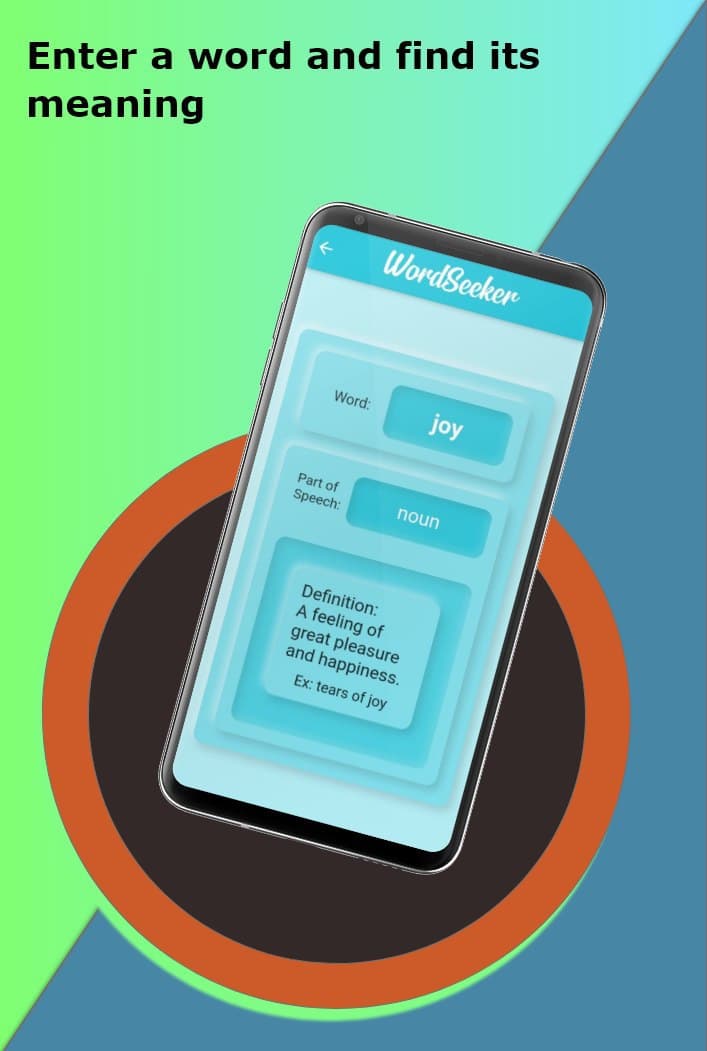 Enter a word and find its
meaning
WordSeeker
Word:
joy
Part of
Speech:
noun
Definition:
A feeling of
great pleasure
and happiness.
Ex: tears of joy